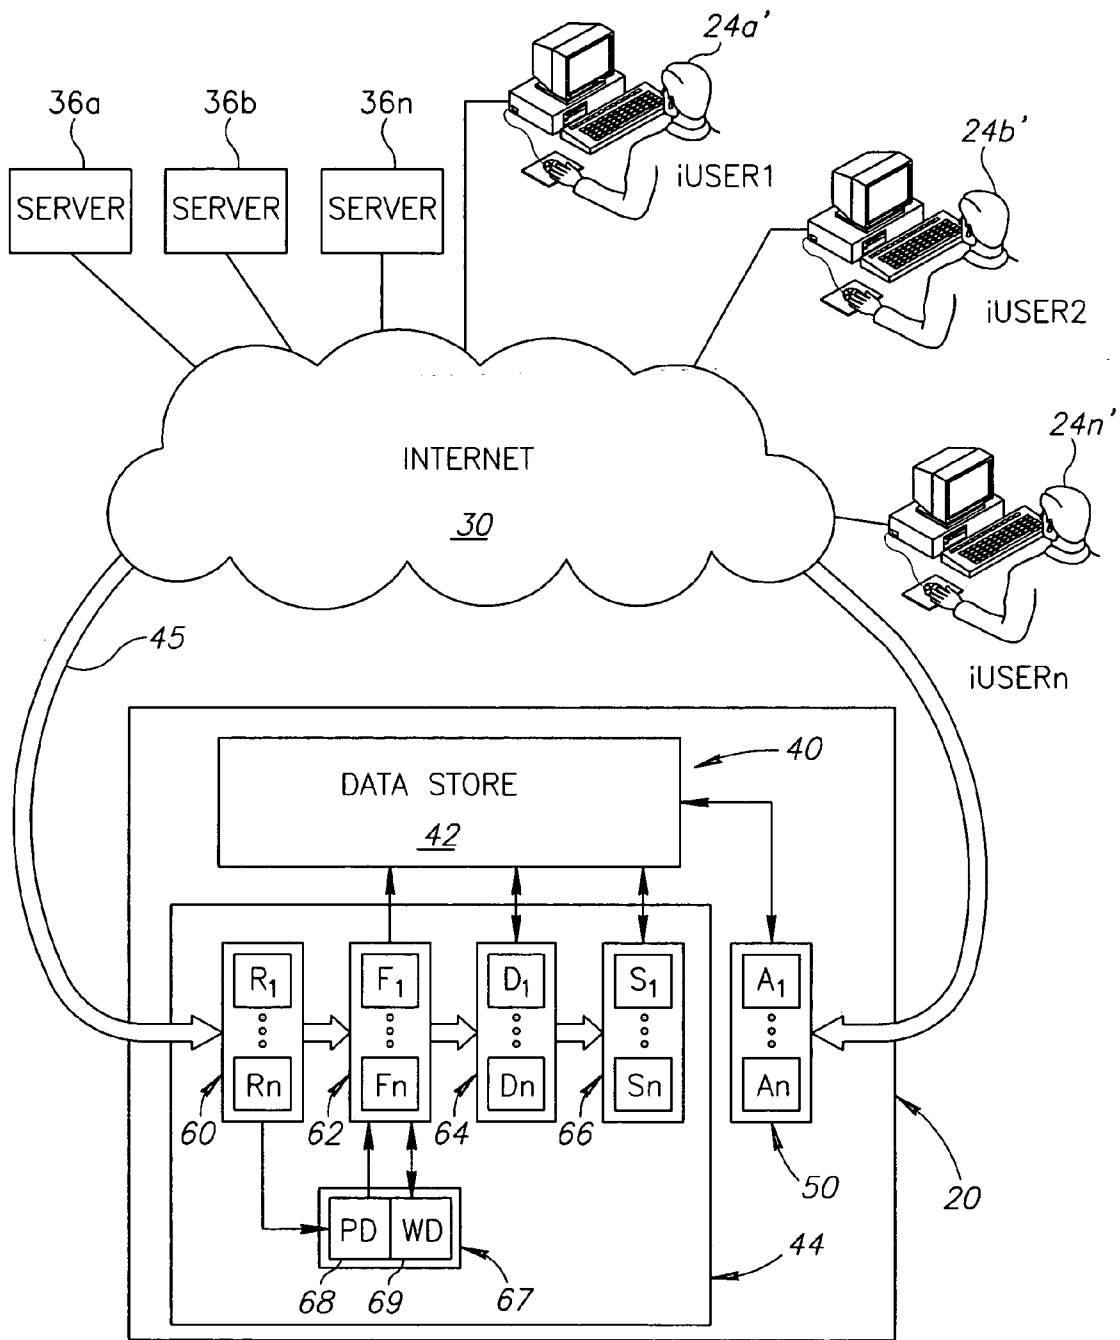 24a'
36a 36b 36n
24b'
SERVER SERVER SERVER
iUSER1
iUSER2
24n'
INTERNET
30
45
iUSERn
40
DATA STORE
42
R1 F1 D1 S1 A1
Rn Fn Dn Sn An
60 62 64 66
50 20
PD WD
44
68 69 67